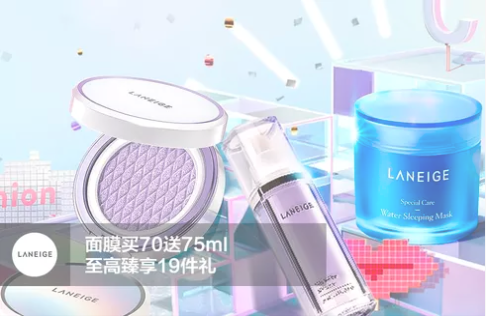 C
LANEIGE
LANEIGE
LANEIGE
Special Care
Water Sleeping Mask
hion
LANEIGE
面膜买70送75ml
至高臻享19件礼
LANEIGE